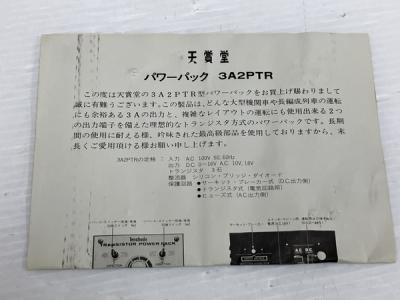 天賞堂
パワーパック 3A2PTR
この度は天賞堂の3A2PTR型パワーパックをお買上げ賜わりまして
誠に有難うございます。この製品は、どんな大型機関車や長編成列車の運転
にも余裕ある3Aの出力と、複雑なレイアウトの運転にも使用出来る2つ
の出力端子を備えた理想的なトランジスタ方式のパワーパックです。長期
間の使用に耐える様、吟味された最高級部品を使用しておりますから、末
長くご愛用頂ける様お願い申し上げます。
3A2PTRの定格:入力 AC 100V 50,60Hz
出力 DC 0〜16V AC 10V,18V
トランジスタ 3石
整流器 シリコン・ブリッジ・ダイオード
保護回路 ●サーキット・ブレーカー式(DC出力側)
●トランジスタ式(電流制限)
●ヒューズ式(AC出力側)
Tenshodo
TRANSISTOR POWER PACK
AC DC